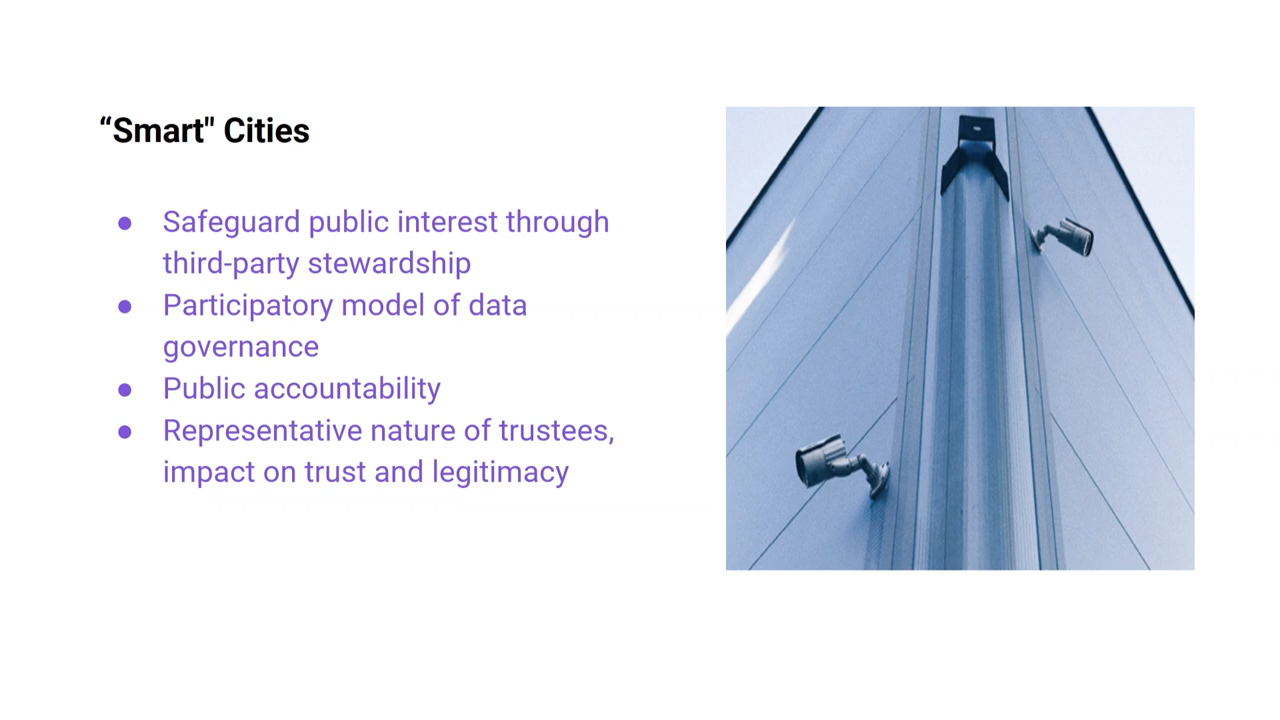 “Smart" Cities
● Safeguard public interest through
third-party stewardship
● Participatory model of data
governance
● Public accountability
● Representative nature of trustees,
impact on trust and legitimacy